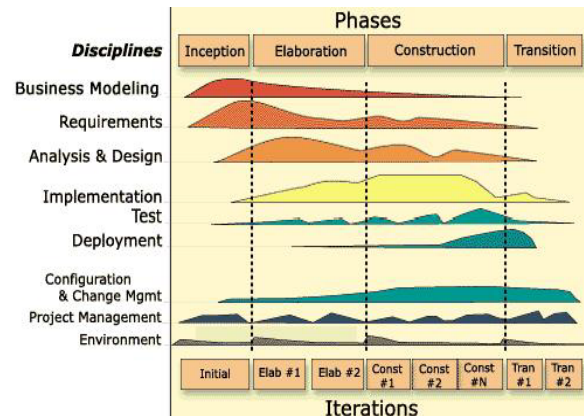 Phases
Disciplines
Inception
Elaboration
Construction
Transition
Business Modeling
Requirements
Analysis & Design
Implementation
Test
Deployment
Configuration
& Change Mgmt
Project Management
Environment
Initial
Elab #1
Elab #2
Const
#1
Const
#2
Const
#N
Tran
#1
Tran
#2
Iterations